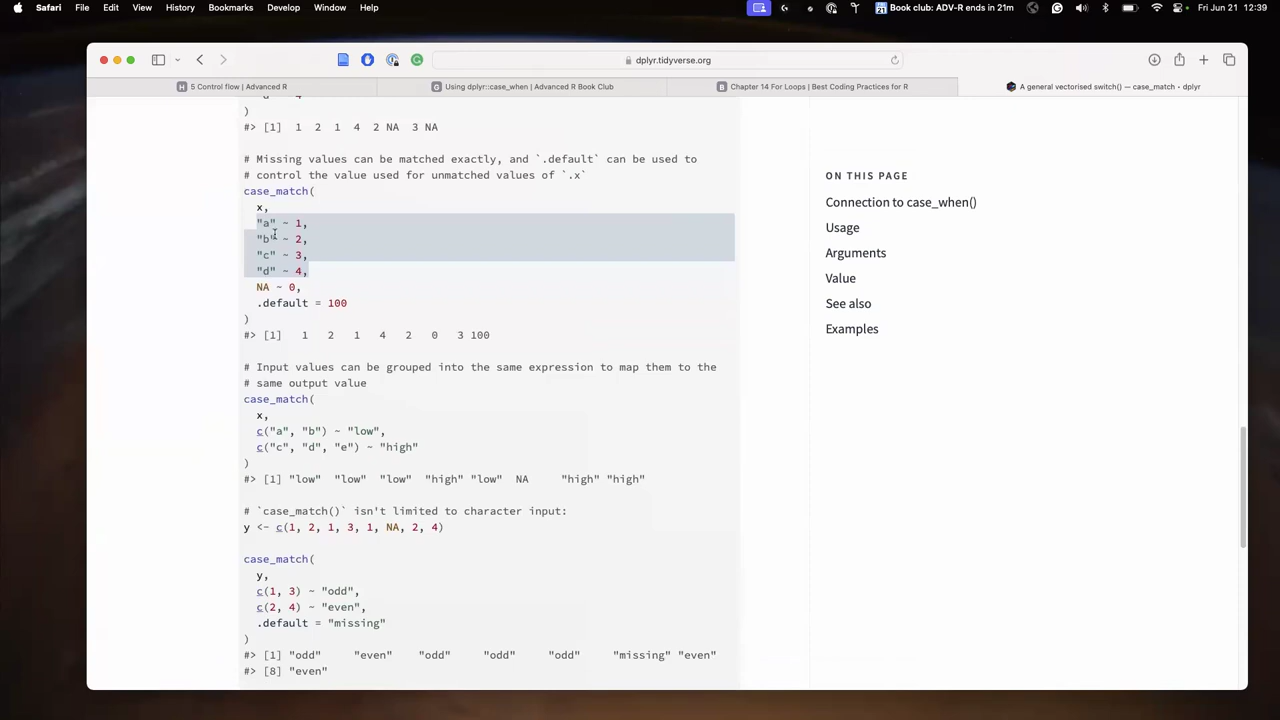 Safari File Edit View History Bookmarks Develop Window Help
21 Book club: ADV-R ends in 21m
Fri Jun 21 12:39
dplyr.tidyverse.org
5 Control flow | Advanced R
Using dplyr::case_when | Advanced R Book Club
Chapter 14 For Loops | Best Coding Practices for R
A general vectorised switch() — case_match • dplyr
)
#> [1]  1  2  1  4  2 NA  3 NA
# Missing values can be matched exactly, and `.default` can be used to
# control the value used for unmatched values of `.x`
case_match(
  x,
  "a" ~ 1,
  "b" ~ 2,
  "c" ~ 3,
  "d" ~ 4,
  NA ~ 0,
  .default = 100
)
#> [1]   1   2   1   4   2   0   3 100
# Input values can be grouped into the same expression to map them to the
# same output value
case_match(
  x,
  c("a", "b") ~ "low",
  c("c", "d", "e") ~ "high"
)
#> [1] "low"  "low"  "low"  "high" "low"  NA     "high" "high"
# `case_match()` isn't limited to character input:
y <- c(1, 2, 1, 3, 1, NA, 2, 4)
case_match(
  y,
  c(1, 3) ~ "odd",
  c(2, 4) ~ "even",
  .default = "missing"
)
#> [1] "odd"     "even"    "odd"     "odd"     "odd"     "missing" "even"
#> [8] "even"
ON THIS PAGE
Connection to case_when()
Usage
Arguments
Value
See also
Examples